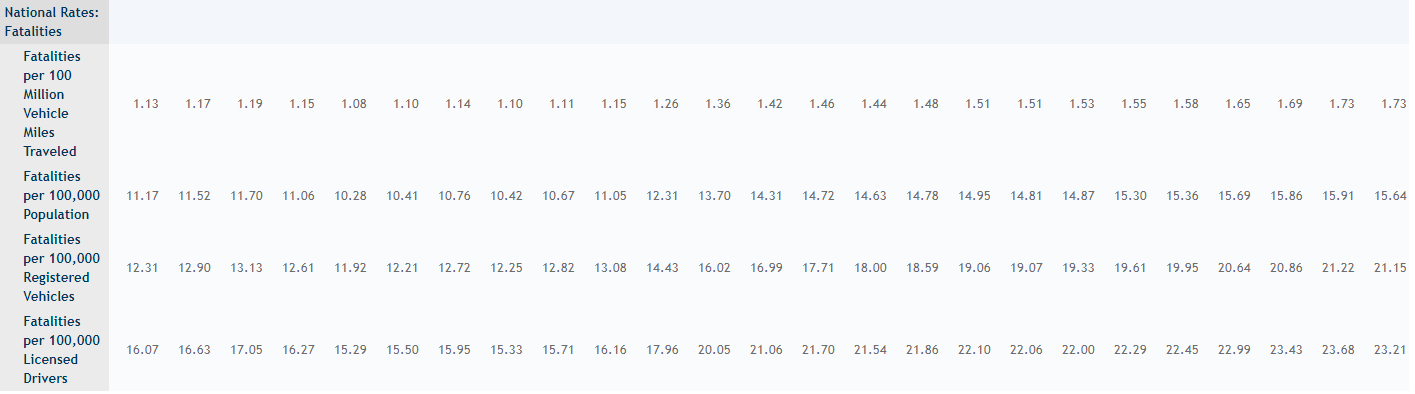 National Rates:
Fatalities
Fatalities
per 100
Million
Vehicle
Miles
Traveled
1.13 1.17 1.19 1.15 1.08 1.10 1.14 1.10 1.11 1.15 1.26 1.36 1.42 1.46 1.44 1.48 1.51 1.51 1.53 1.55 1.58 1.65 1.69 1.73 1.73
Fatalities
per 100,000
Population
11.17 11.52 11.70 11.06 10.28 10.41 10.76 10.42 10.67 11.05 12.31 13.70 14.31 14.72 14.63 14.78 14.95 14.81 14.87 15.30 15.36 15.69 15.86 15.91 15.64
Fatalities
per 100,000
Registered
Vehicles
12.31 12.90 13.13 12.61 11.92 12.21 12.72 12.25 12.82 13.08 14.43 16.02 16.99 17.71 18.00 18.59 19.06 19.07 19.33 19.61 19.95 20.64 20.86 21.22 21.15
Fatalities
per 100,000
Licensed
Drivers
16.07 16.63 17.05 16.27 15.29 15.50 15.95 15.33 15.71 16.16 17.96 20.05 21.06 21.70 21.54 21.86 22.10 22.06 22.00 22.29 22.45 22.99 23.43 23.68 23.21